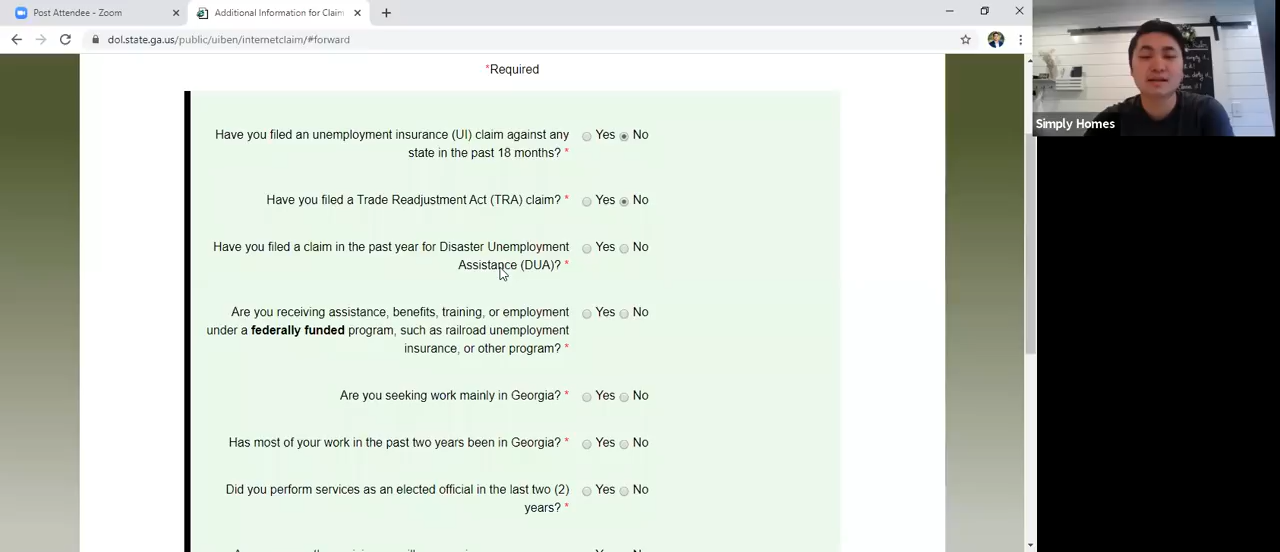 Post Attendee - Zoom
Additional Information for Claim
dol.state.ga.us/public/uiben/internetclaim/#forward
*Required
Have you filed an unemployment insurance (UI) claim against any
state in the past 18 months? *
Yes No
Have you filed a Trade Readjustment Act (TRA) claim? * Yes No
Have you filed a claim in the past year for Disaster Unemployment
Assistance (DUA)? *
Yes No
Are you receiving assistance, benefits, training, or employment
under a federally funded program, such as railroad unemployment
insurance, or other program? *
Yes No
Are you seeking work mainly in Georgia? * Yes No
Has most of your work in the past two years been in Georgia? * Yes No
Did you perform services as an elected official in the last two (2)
years? *
Yes No
Simply Homes